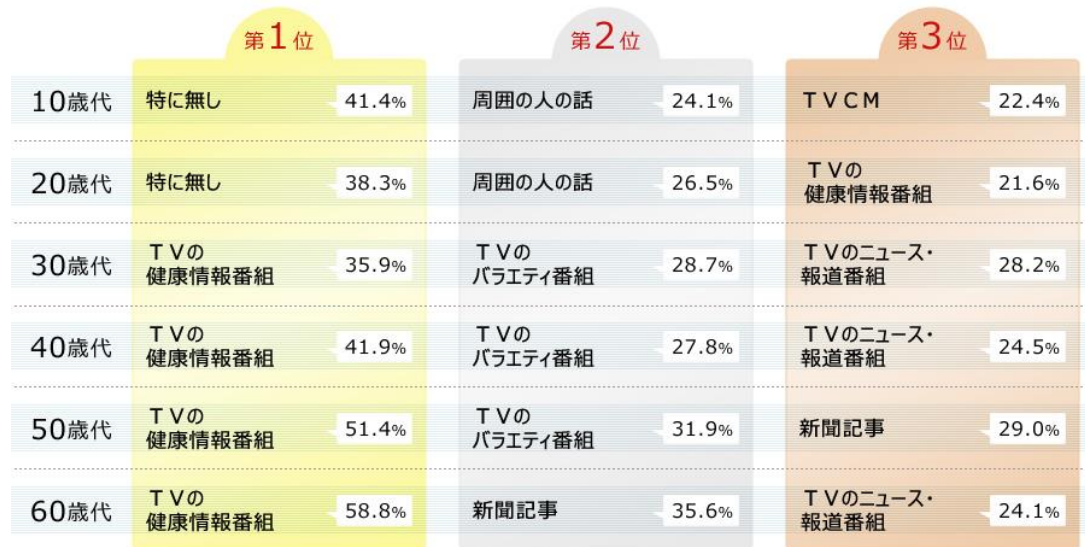 第1位 第2位 第3位
10歳代 特に無し 41.4% 周囲の人の話 24.1% ＴＶＣＭ 22.4%
20歳代 特に無し 38.3% 周囲の人の話 26.5% ＴＶの
健康情報番組 21.6%
30歳代 ＴＶの
健康情報番組 35.9% ＴＶの
バラエティ番組 28.7% ＴＶのニュース・
報道番組 28.2%
40歳代 ＴＶの
健康情報番組 41.9% ＴＶの
バラエティ番組 27.8% ＴＶのニュース・
報道番組 24.5%
50歳代 ＴＶの
健康情報番組 51.4% ＴＶの
バラエティ番組 31.9% 新聞記事 29.0%
60歳代 ＴＶの
健康情報番組 58.8% 新聞記事 35.6% ＴＶのニュース・
報道番組 24.1%